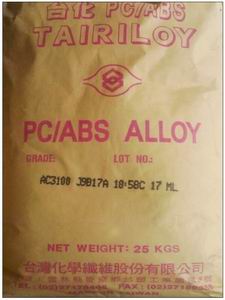 台化 PC/ABS
TAIRILOY
PC/ABS ALLOY
GRADE: LOT NO.:
AC3100 J9B17A 10:58C 17 ML
NET WEIGHT: 25 KGS
台灣化學纖維股份有限公司